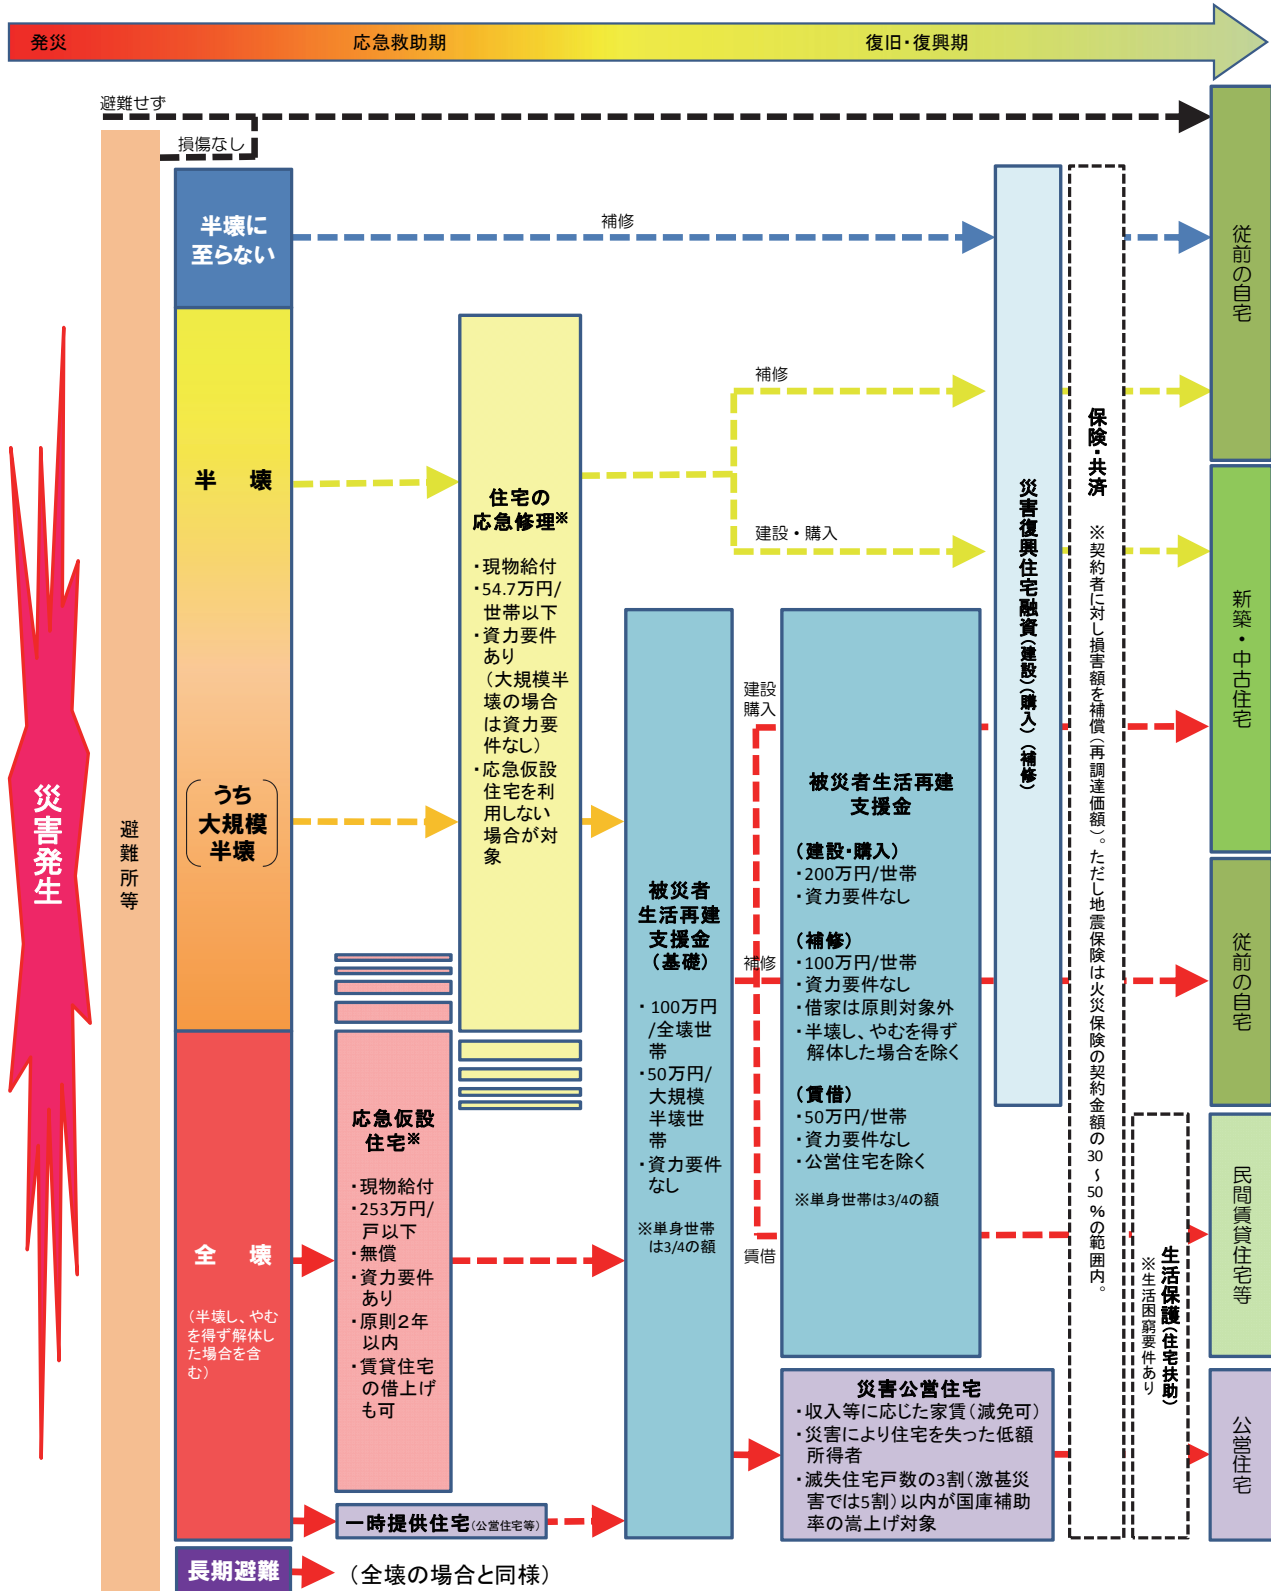 発災
応急救助期
復旧・復興期
避難せず
損傷なし
災害発生
避難所等
半壊に
至らない
補修
半　壊
うち
大規模
半壊
全　壊
（半壊し、やむ
を得ず解体し
た場合を含
む）
長期避難
（全壊の場合と同様）
住宅の
応急修理※
・現物給付
・54.7万円/
世帯以下
・資力要件
あり
（大規模半
壊の場合
は資力要
件なし）
・応急仮設
住宅を利
用しない
場合が対
象
応急仮設
住宅※
・現物給付
・253万円/
戸以下
・無償
・資力要件
あり
・原則２年
以内
・賃貸住宅
の借上げ
も可
一時提供住宅（公営住宅等）
補修
建設・購入
被災者
生活再建
支援金
（基礎）
・100万円
/全壊世
帯
・50万円/
大規模
半壊世
帯
・資力要件
なし
※単身世帯
は3/4の額
建設
購入
補修
賃借
被災者生活再建
支援金
（建設・購入）
・200万円/世帯
・資力要件なし
（補修）
・100万円/世帯
・資力要件なし
・借家は原則対象外
・半壊し、やむを得ず
解体した場合を除く
（賃借）
・50万円/世帯
・資力要件なし
・公営住宅を除く
※単身世帯は3/4の額
災害公営住宅
・収入等に応じた家賃（減免可）
・災害により住宅を失った低額
所得者
・滅失住宅戸数の3割（激甚災
害では5割）以内が国庫補助
率の嵩上げ対象
災害復興住宅融資（建設）（購入）（補修）
保険・共済　※契約者に対し損害額を補償（再調達価額）。ただし地震保険は火災保険の契約金額の30～50％の範囲内。
生活保護（住宅扶助）
※生活困窮要件あり
従前の自宅
新築・中古住宅
従前の自宅
民間賃貸住宅等
公営住宅